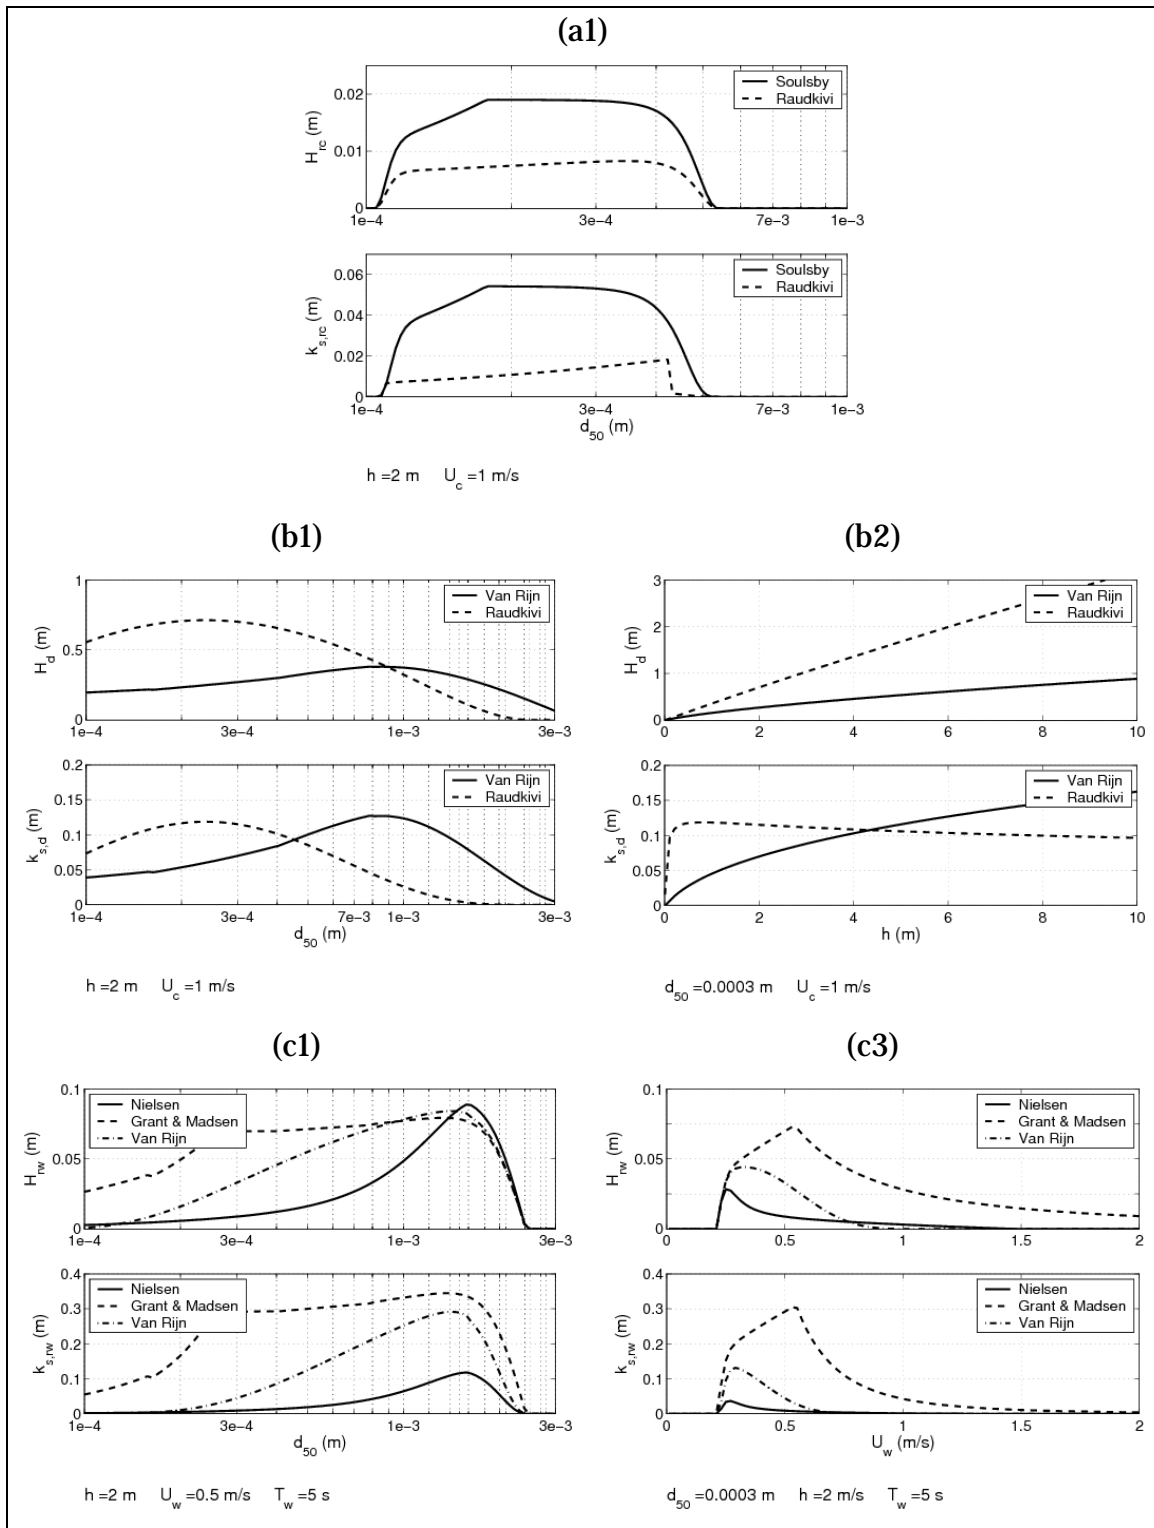 (a1)
Soulsby
Raudkivi
0.02
0.01
0
H_rc (m)
1e-4 3e-4 7e-3 1e-3
Soulsby
Raudkivi
0.06
0.04
0.02
0
k_s,rc (m)
1e-4 3e-4 7e-3 1e-3
d_50 (m)
h =2 m U_c =1 m/s
(b1)
Van Rijn
Raudkivi
1
0.5
0
H_d (m)
1e-4 3e-4 1e-3 3e-3
Van Rijn
Raudkivi
0.2
0.15
0.1
0.05
0
k_s,d (m)
1e-4 3e-4 7e-3 1e-3 3e-3
d_50 (m)
h =2 m U_c =1 m/s
(b2)
Van Rijn
Raudkivi
3
2
1
0
H_d (m)
0 2 4 6 8 10
Van Rijn
Raudkivi
0.2
0.15
0.1
0.05
0
k_s,d (m)
0 2 4 6 8 10
h (m)
d_50 =0.0003 m U_c =1 m/s
(c1)
Nielsen
Grant & Madsen
Van Rijn
0.1
0.05
0
H_rw (m)
1e-4 3e-4 1e-3 3e-3
Nielsen
Grant & Madsen
Van Rijn
0.4
0.3
0.2
0.1
0
k_s,rw (m)
1e-4 3e-4 1e-3 3e-3
d_50 (m)
h =2 m U_w =0.5 m/s T_w =5 s
(c3)
Nielsen
Grant & Madsen
Van Rijn
0.1
0.05
0
H_rw (m)
0 0.5 1 1.5 2
Nielsen
Grant & Madsen
Van Rijn
0.4
0.3
0.2
0.1
0
k_s,rw (m)
0 0.5 1 1.5 2
U_w (m/s)
d_50 =0.0003 m h =2 m/s T_w =5 s